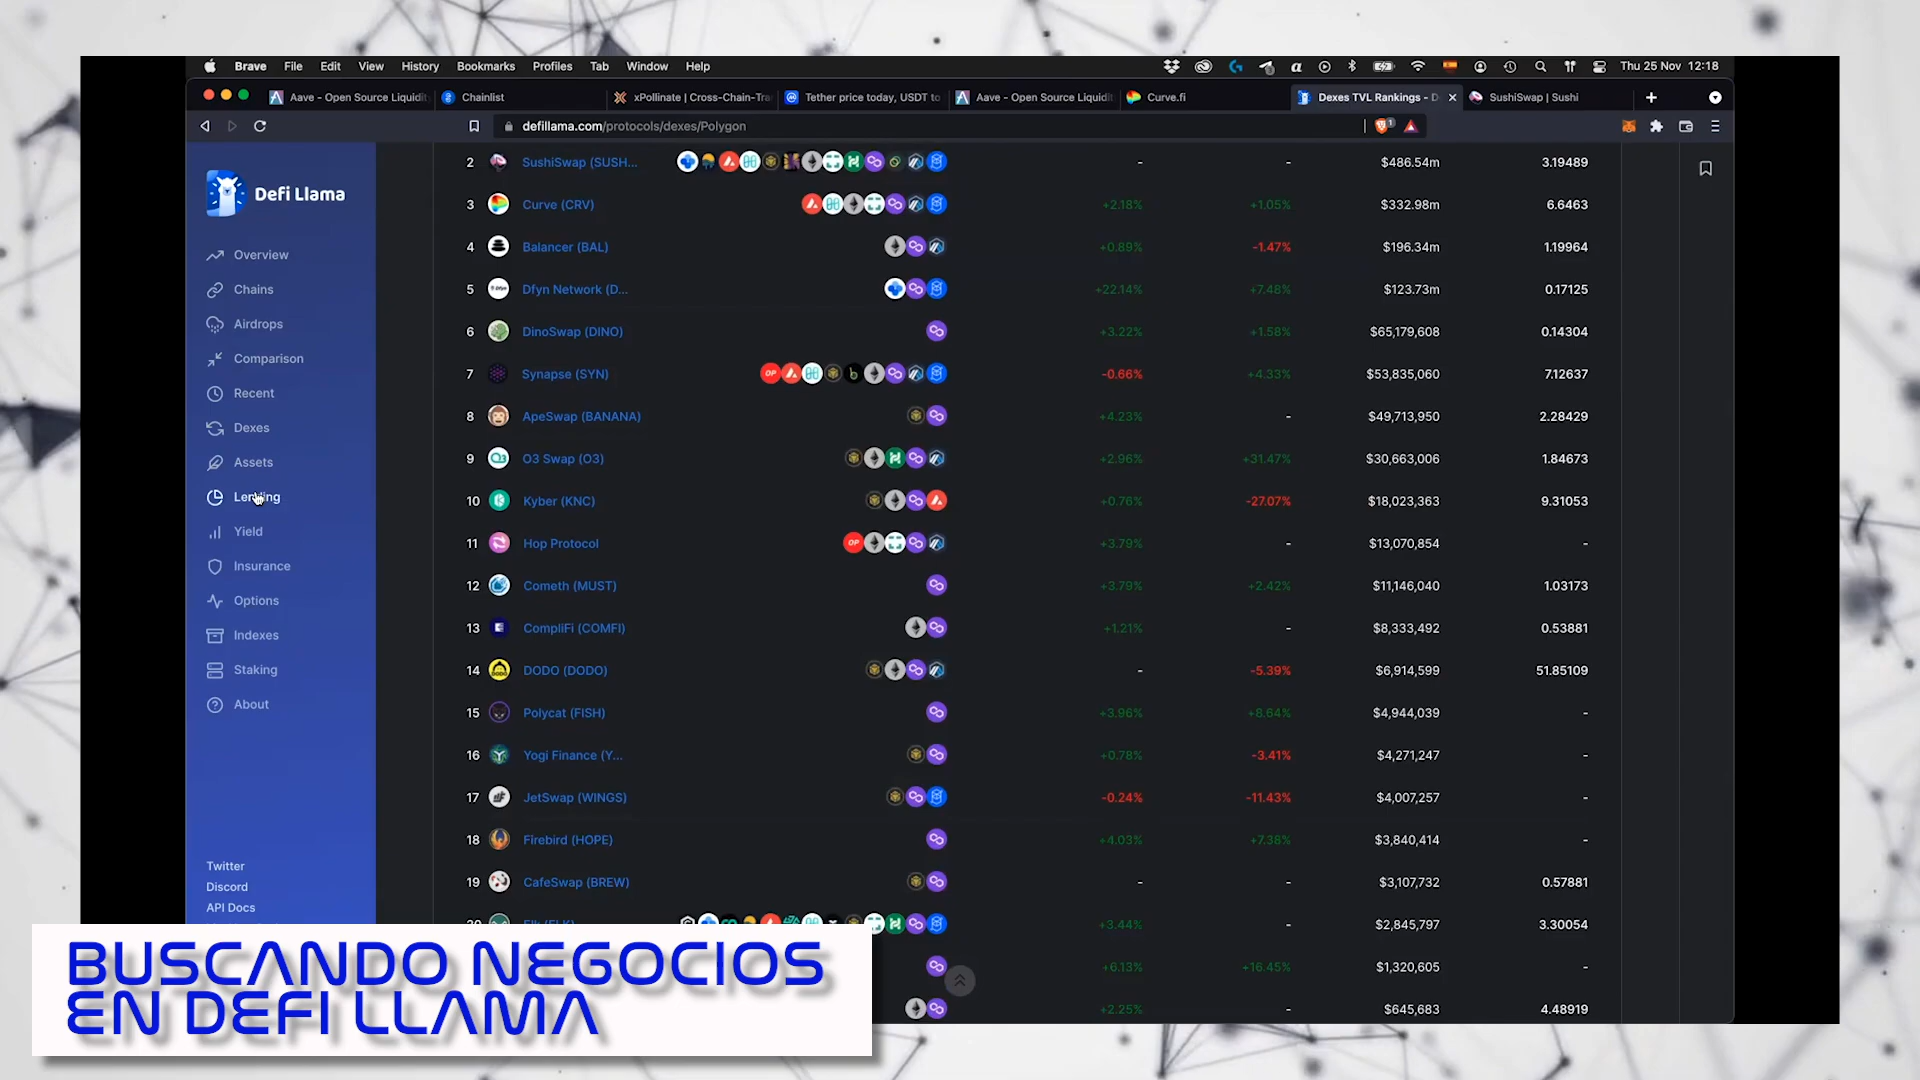 Brave File Edit View History Bookmarks Profiles Tab Window Help Thu 25 Nov 12:18
Aave - Open Source Liquidit Chainlist xPollinate | Cross-Chain-Tra Tether price today, USDT to Aave - Open Source Liquidit Curve.fi Dexes TVL Rankings - D SushiSwap | Sushi
defillama.com/protocols/dexes/Polygon
Defi Llama
Overview
Chains
Airdrops
Comparison
Recent
Dexes
Assets
Lending
Yield
Insurance
Options
Indexes
Staking
About
Twitter
Discord
API Docs
2 SushiSwap (SUSH... - - $486.54m 3.19489
3 Curve (CRV) +2.18% +1.05% $332.98m 6.6463
4 Balancer (BAL) +0.89% -1.47% $196.34m 1.19964
5 Dfyn Network (D... +22.14% +7.48% $123.73m 0.17125
6 DinoSwap (DINO) +3.22% +1.58% $65,179,608 0.14304
7 Synapse (SYN) -0.66% +4.33% $53,835,060 7.12637
8 ApeSwap (BANANA) +4.23% - $49,713,950 2.28429
9 O3 Swap (O3) +2.96% +31.47% $30,663,006 1.84673
10 Kyber (KNC) +0.76% -27.07% $18,023,363 9.31053
11 Hop Protocol +3.79% - $13,070,854 -
12 Cometh (MUST) +3.79% +2.42% $11,146,040 1.03173
13 CompliFi (COMFI) +1.21% - $8,333,492 0.53881
14 DODO (DODO) - -5.39% $6,914,599 51.85109
15 Polycat (FISH) +3.96% +8.64% $4,944,039 -
16 Yogi Finance (Y... +0.78% -3.41% $4,271,247 -
17 JetSwap (WINGS) -0.24% -11.43% $4,007,257 -
18 Firebird (HOPE) +4.03% +7.38% $3,840,414 -
19 CafeSwap (BREW) - - $3,107,732 0.57881
20 Elk (ELK) +3.44% - $2,845,797 3.30054
+6.13% +16.45% $1,320,605 -
+2.25% - $645,683 4.48919
BUSCANDO NEGOCIOS
EN DEFI LLAMA